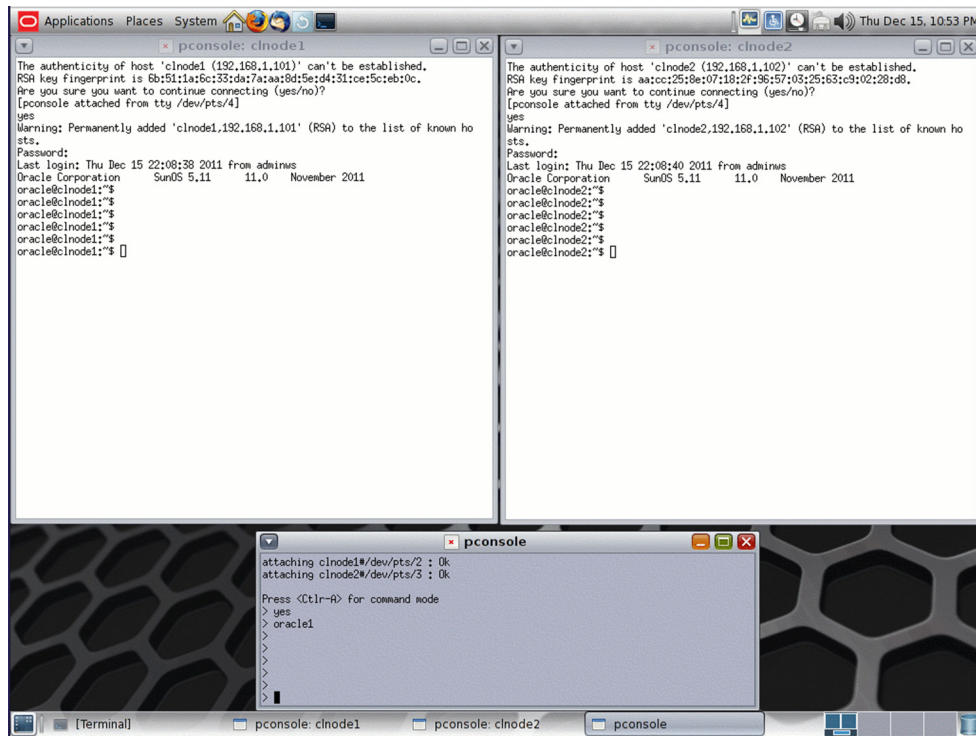 Applications Places System Thu Dec 15, 10:53 PM
pconsole: clnode1
The authenticity of host 'clnode1 (192.168.1.101)' can't be established.
RSA key fingerprint is 6b:51:1a:6c:33:da:7a:aa:8d:5e:d4:31:ce:5c:eb:0c.
Are you sure you want to continue connecting (yes/no)?
[pconsole attached from tty /dev/pts/4]
yes
Warning: Permanently added 'clnode1,192.168.1.101' (RSA) to the list of known ho
sts.
Password:
Last login: Thu Dec 15 22:08:38 2011 from adminws
Oracle Corporation SunOS 5.11 11.0 November 2011
oracle@clnode1:~$
oracle@clnode1:~$
oracle@clnode1:~$
oracle@clnode1:~$
oracle@clnode1:~$
oracle@clnode1:~$
pconsole: clnode2
The authenticity of host 'clnode2 (192.168.1.102)' can't be established.
RSA key fingerprint is aa:cc:25:8e:07:18:2f:96:57:03:25:63:c9:02:28:d8.
Are you sure you want to continue connecting (yes/no)?
[pconsole attached from tty /dev/pts/4]
yes
Warning: Permanently added 'clnode2,192.168.1.102' (RSA) to the list of known ho
sts.
Password:
Last login: Thu Dec 15 22:08:40 2011 from adminws
Oracle Corporation SunOS 5.11 11.0 November 2011
oracle@clnode2:~$
oracle@clnode2:~$
oracle@clnode2:~$
oracle@clnode2:~$
oracle@clnode2:~$
oracle@clnode2:~$
pconsole
attaching clnode1#/dev/pts/2 : Ok
attaching clnode2#/dev/pts/3 : Ok
Press <Ctlr-A> for command mode
> yes
> oracle1
>
>
>
>
>
>
[Terminal] pconsole: clnode1 pconsole: clnode2 pconsole